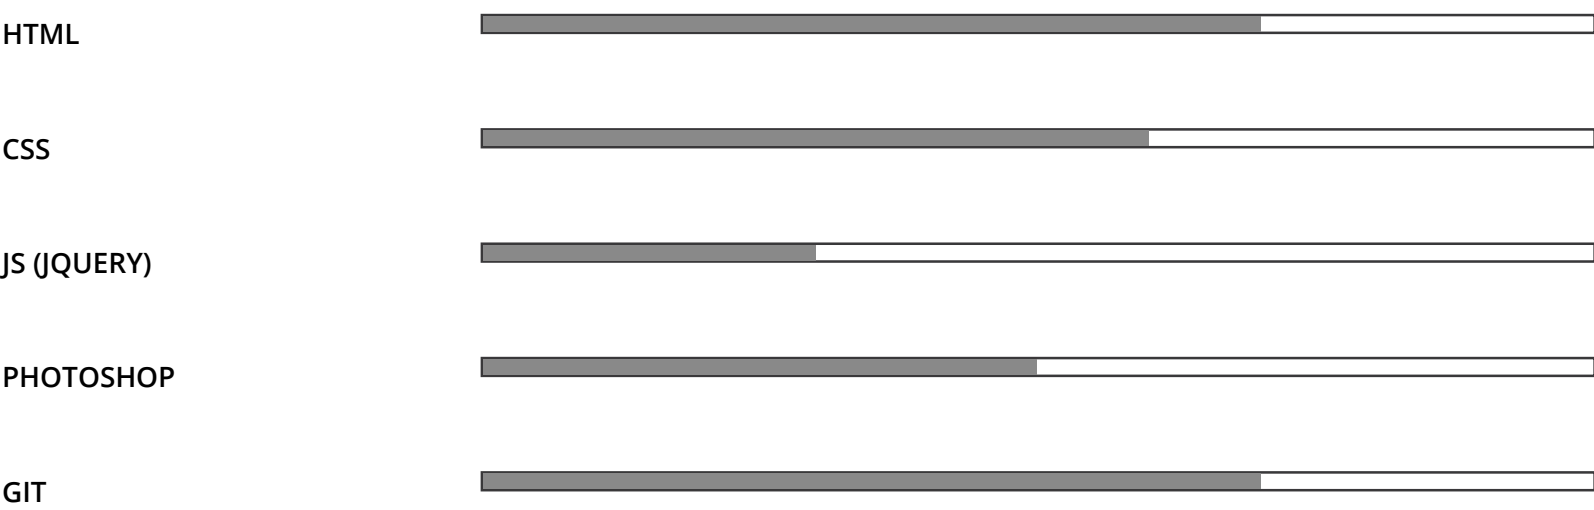 HTML
CSS
JS (JQUERY)
PHOTOSHOP
GIT